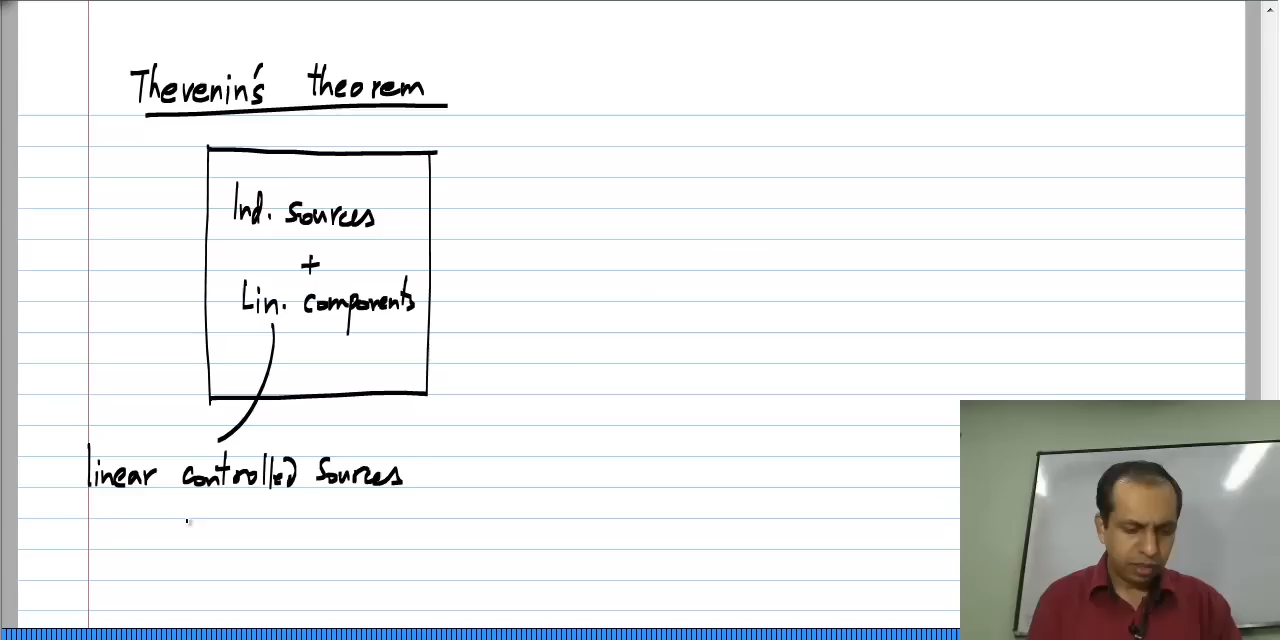 Thevenin's theorem
Ind. sources
+
Lin. components
linear controlled sources